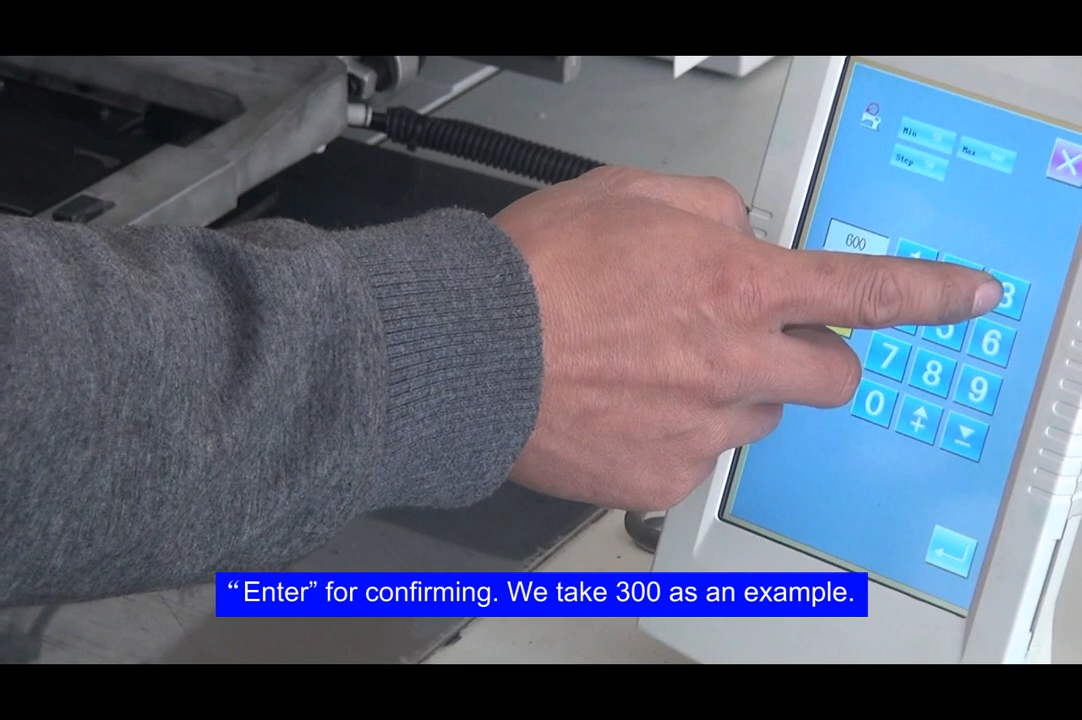 Min
Max
Step
600
3
6
7 8 9
0
“Enter” for confirming. We take 300 as an example.